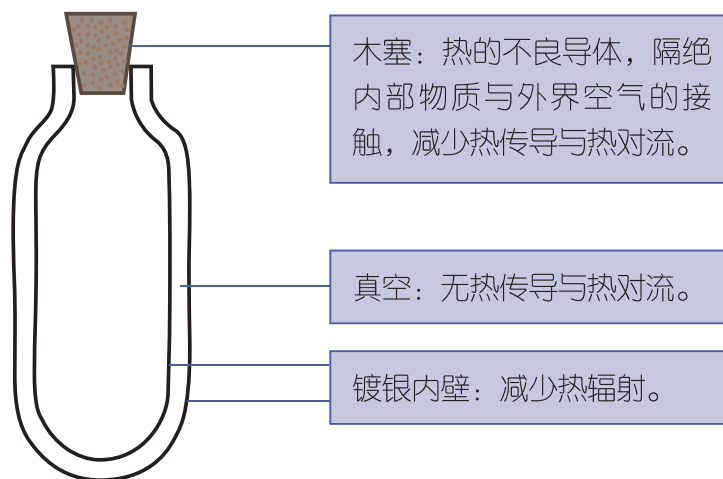 木塞：热的不良导体，隔绝
内部物质与外界空气的接
触，减少热传导与热对流。
真空：无热传导与热对流。
镀银内壁：减少热辐射。